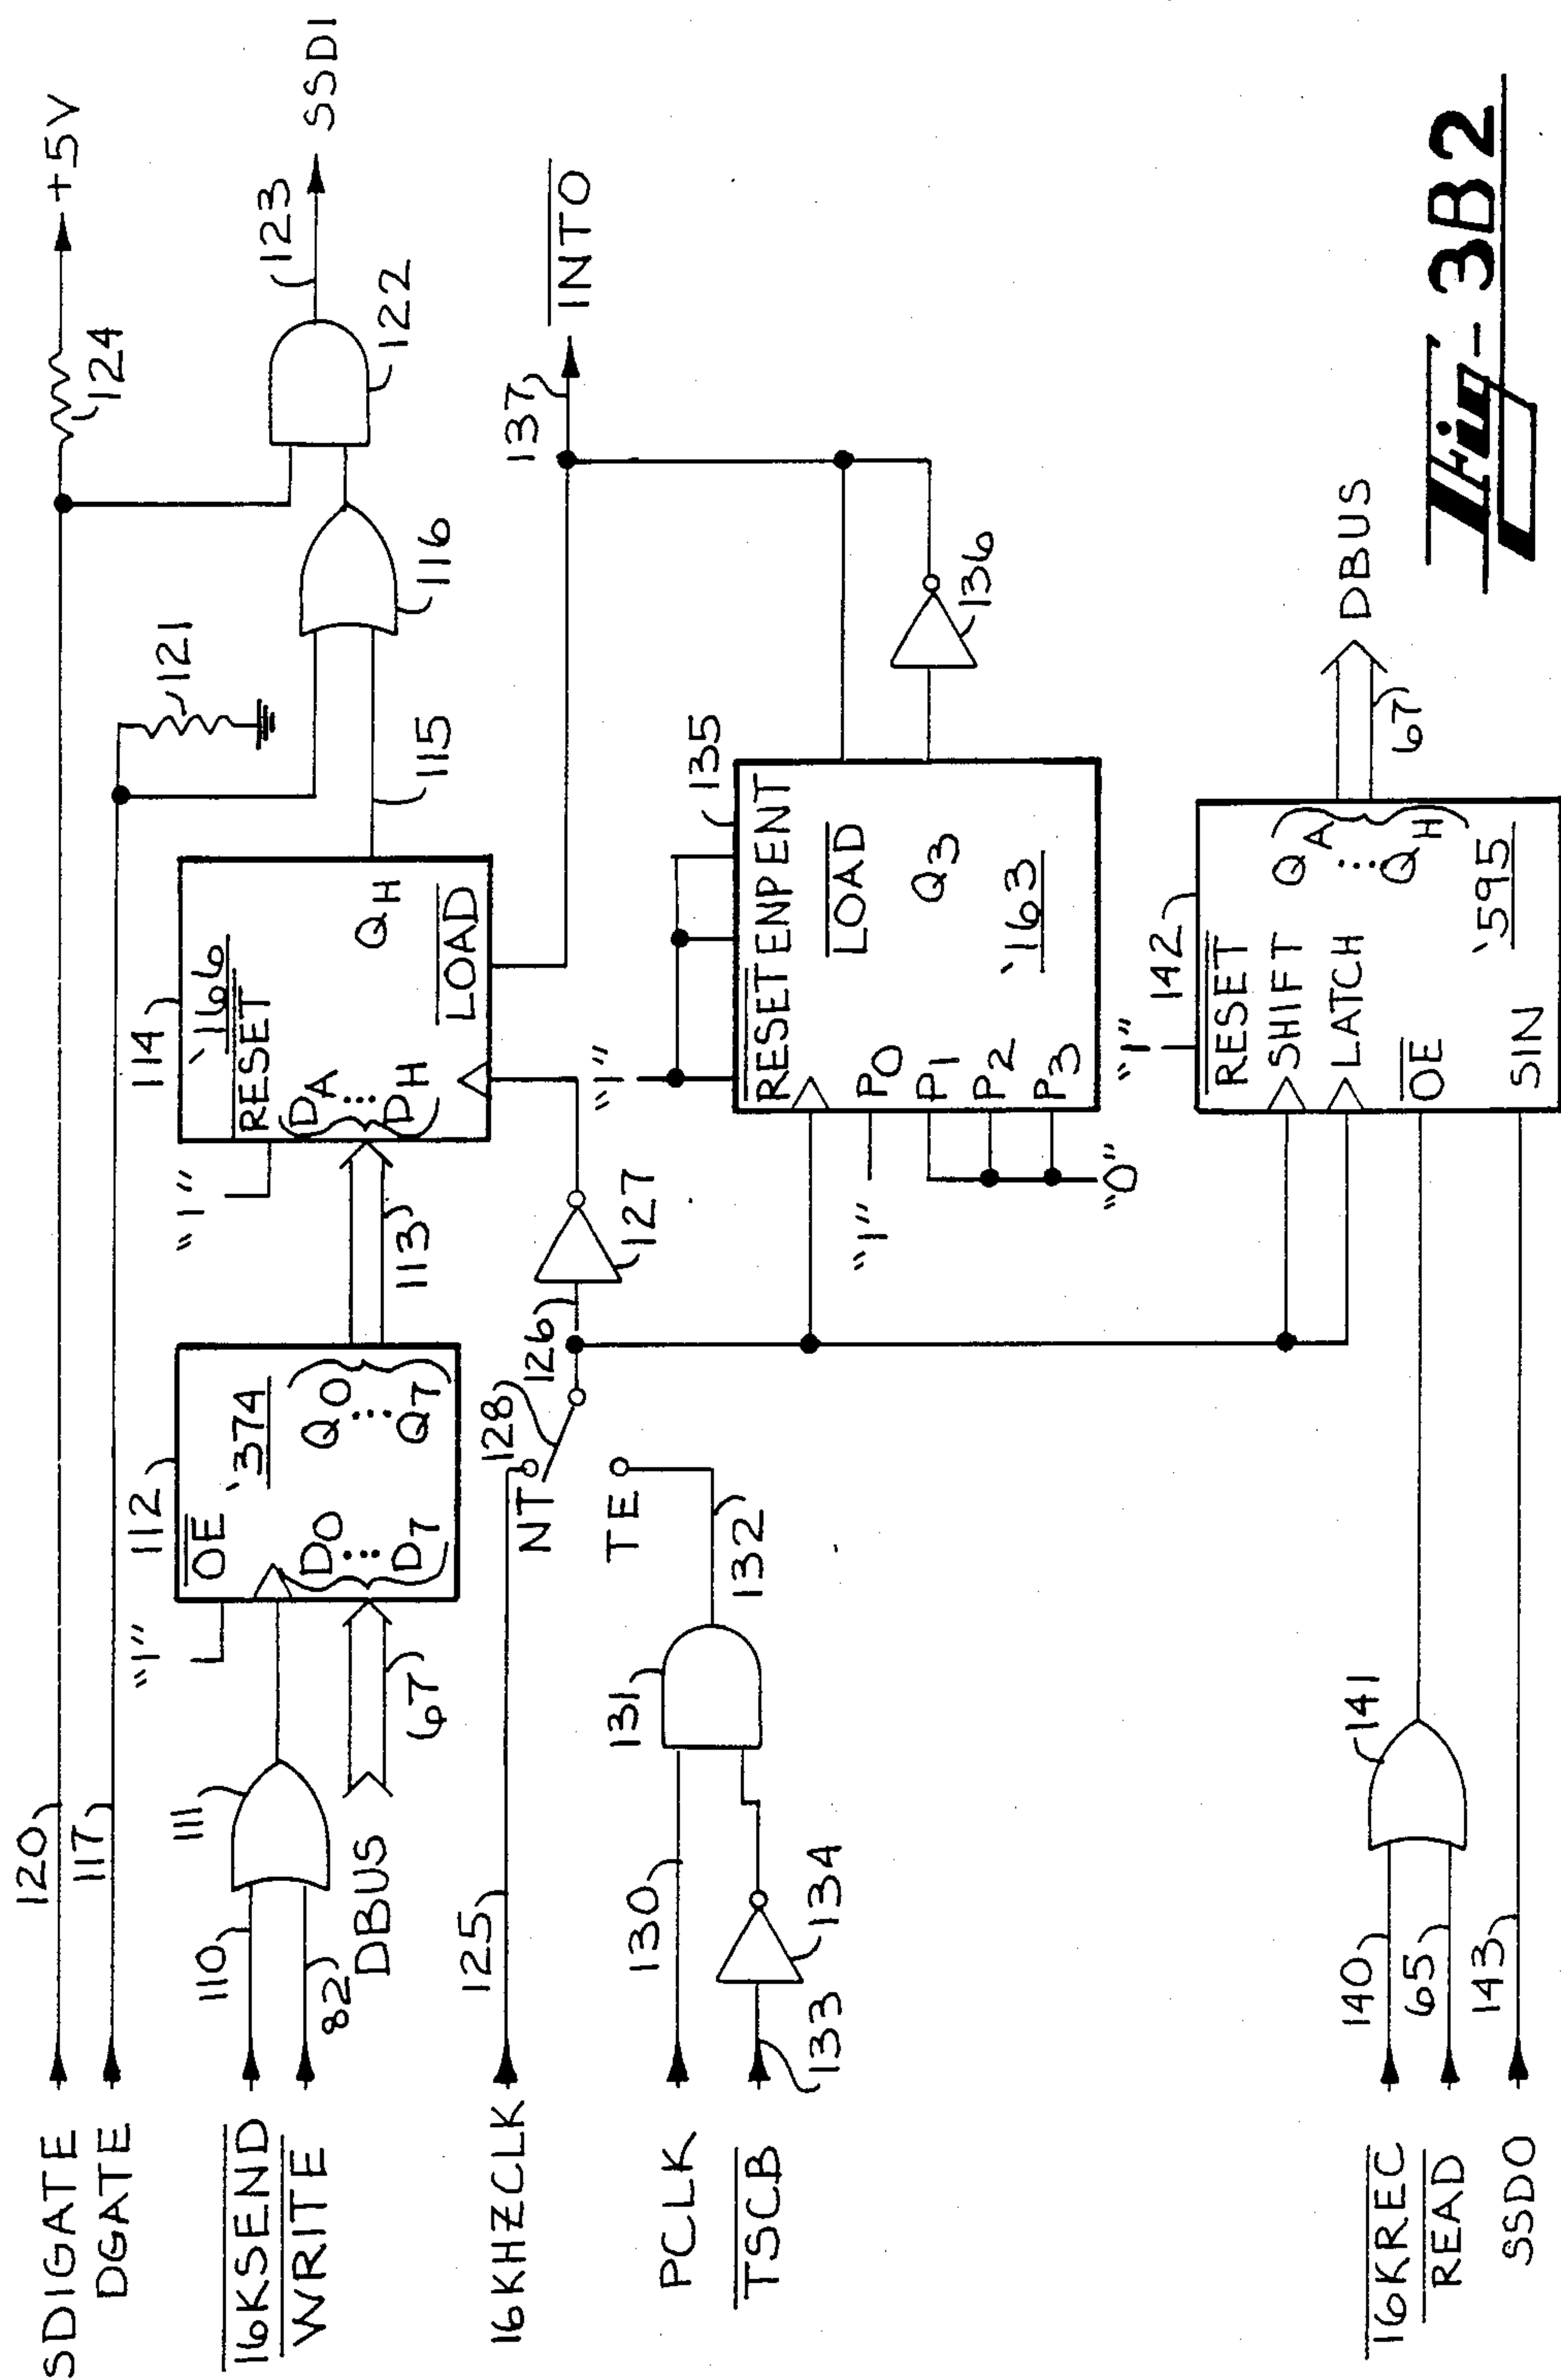 SDIGATE
DGATE
120
117
+5V
124
121
123
SSDI
122
116
115
16KSEND
WRITE
110
82
111
DBUS
67
"1"
112
OE
'374
D0
D7
Q0
Q7
113
"1"
114
'166
RESET
DA
DH
QH
LOAD
16KHZCLK
125
NT
128
126
127
TE
132
PCLK
TSCB
130
133
131
134
137
INTO
"1"
135
RESET ENP ENT
LOAD
P0
P1
P2
P3
Q3
'163
"1"
"0"
136
"1"
142
RESET
SHIFT
LATCH
OE
SIN
QA
QH
'595
DBUS
67
16KREC
READ
SSDO
140
65
143
141
Fig-3B2